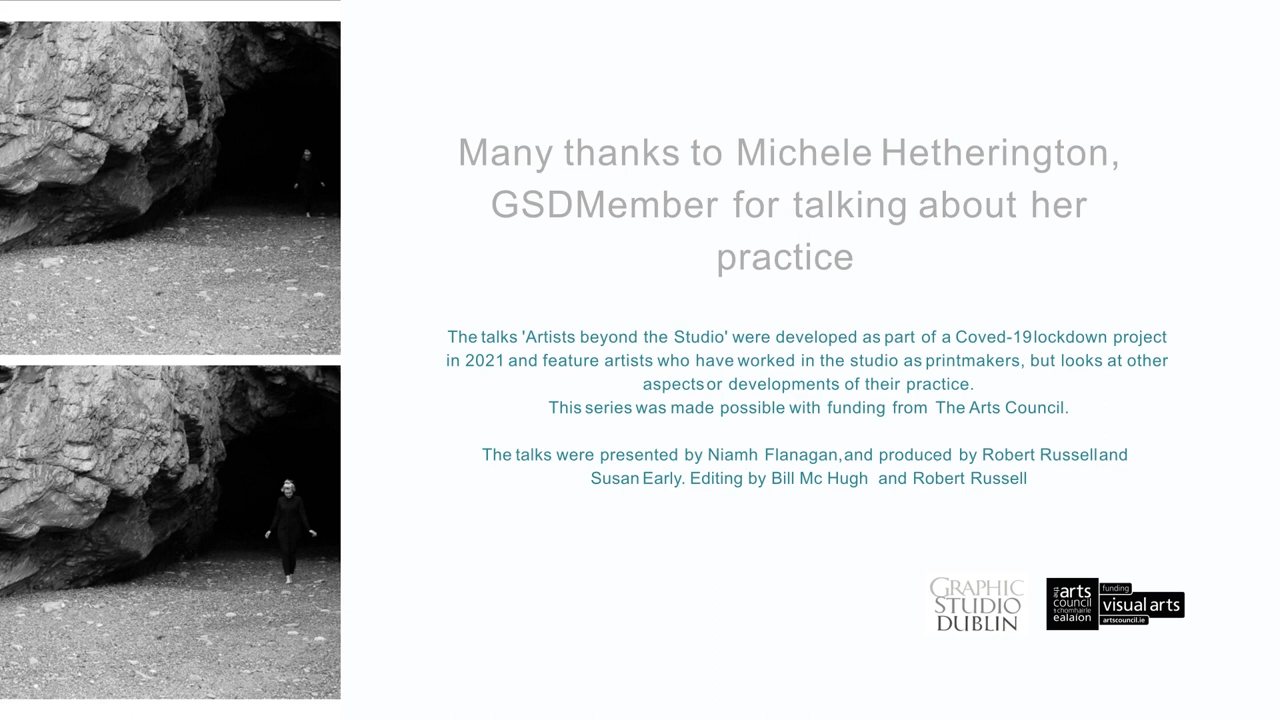 Many thanks to Michele Hetherington,
GSDMember for talking about her
practice
The talks 'Artists beyond the Studio' were developed as part of a Coved-19lockdown project
in 2021 and feature artists who have worked in the studio as printmakers, but looks at other
aspects or developments of their practice.
This series was made possible with funding from The Arts Council.
The talks were presented by Niamh Flanagan,and produced by Robert Russell and
Susan Early. Editing by Bill Mc Hugh and Robert Russell
GRAPHIC
STUDIO
DUBLIN
the arts
council
chomhairle
ealaíon
funding
visual arts
artscouncil.ie